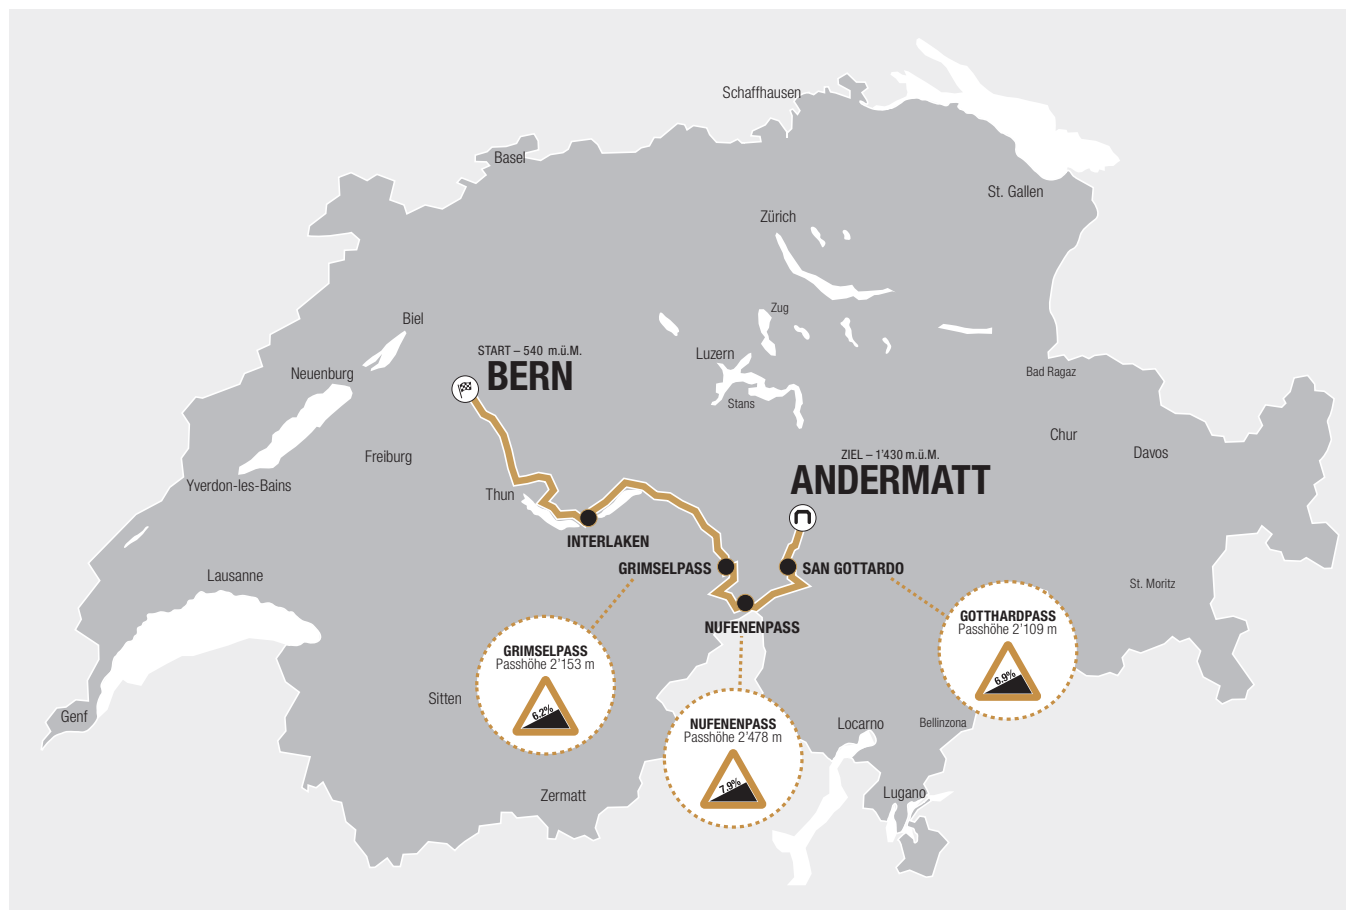 Schaffhausen
Basel
St. Gallen
Zürich
Zug
Biel
START – 540 m.ü.M.
BERN
Luzern
Neuenburg
Bad Ragaz
Stans
Chur
Davos
Freiburg
ZIEL – 1'430 m.ü.M.
ANDERMATT
Yverdon-les-Bains
Thun
INTERLAKEN
GRIMSELPASS
SAN GOTTARDO
Lausanne
St. Moritz
NUFENENPASS
GOTTHARDPASS
Passhöhe 2'109 m
6.9%
GRIMSELPASS
Passhöhe 2'153 m
6.2%
Sitten
Genf
NUFENENPASS
Passhöhe 2'478 m
7.9%
Locarno
Bellinzona
Zermatt
Lugano